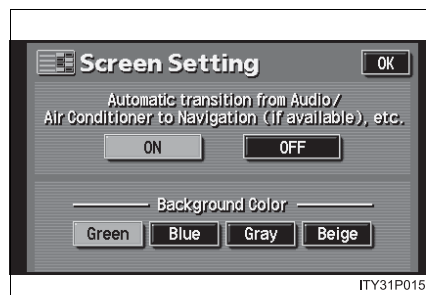 Screen Setting
OK
Automatic transition from Audio/
Air Conditioner to Navigation (if available), etc.
ON OFF
Background Color
Green Blue Gray Beige
ITY31P015